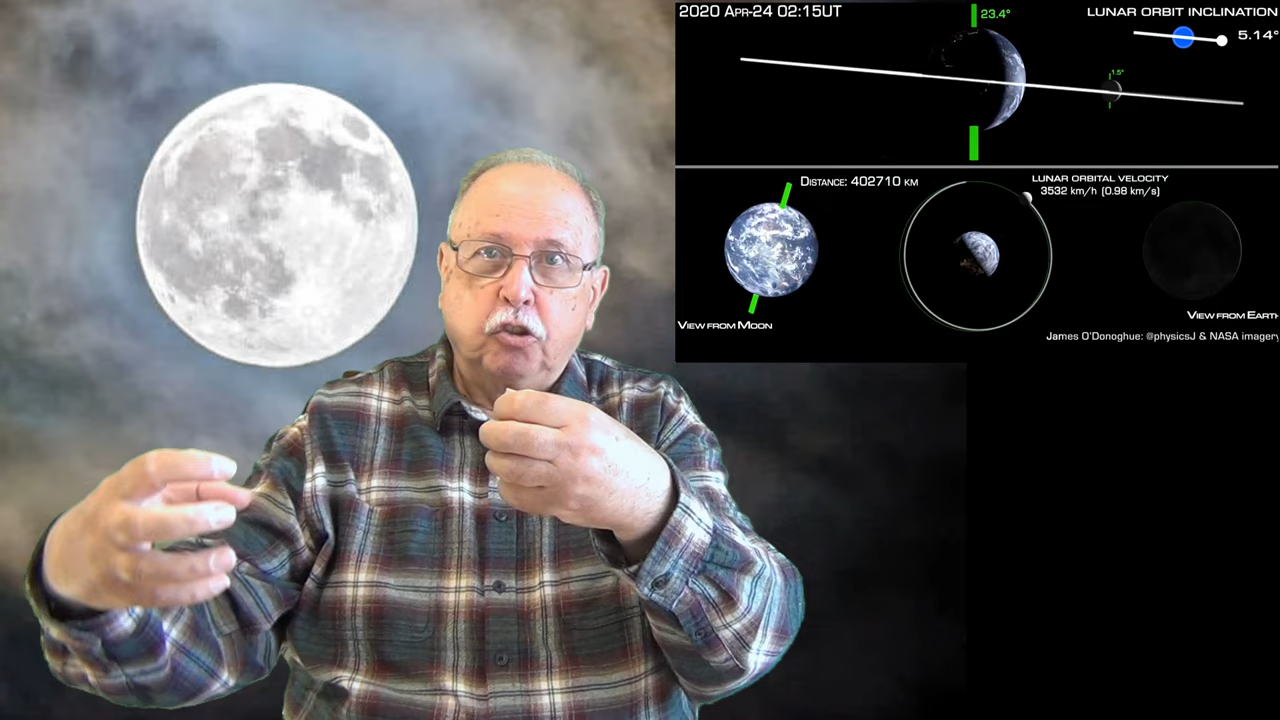 2020 Apr-24 02:15UT
23.4°
LUNAR ORBIT INCLINATION
5.14°
1.5°
Distance: 402710 km
LUNAR ORBITAL VELOCITY
3532 km/h (0.98 km/s)
View from Moon
View from Earth
James O'Donoghue: @physicsJ & NASA imagery